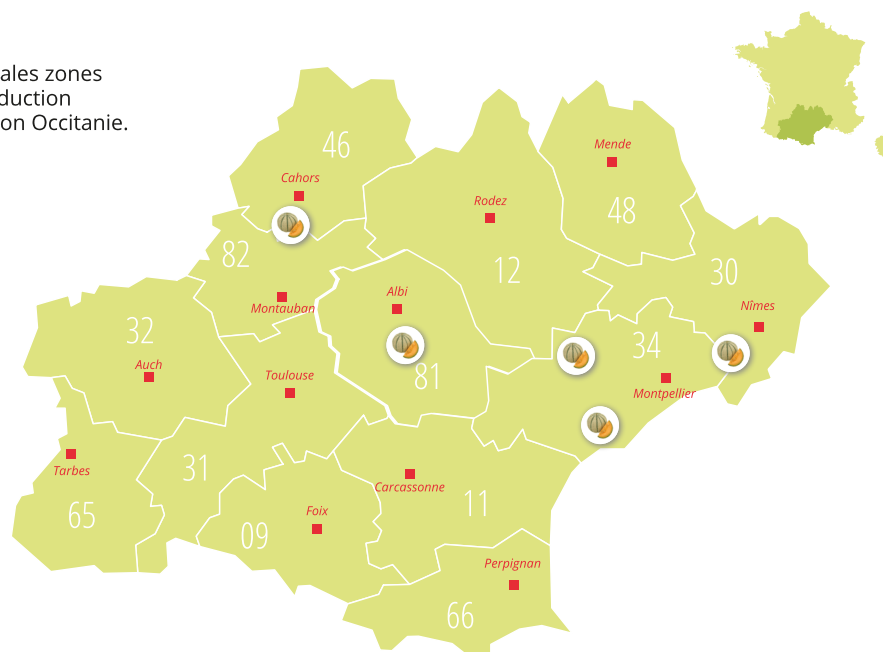 ales zones
duction
on Occitanie.
46
Cahors
Mende
Rodez
48
82
12
30
Albi
Montauban
Nîmes
32
34
Auch
Toulouse
81
Montpellier
Tarbes
31
Carcassonne
65
11
Foix
09
Perpignan
66